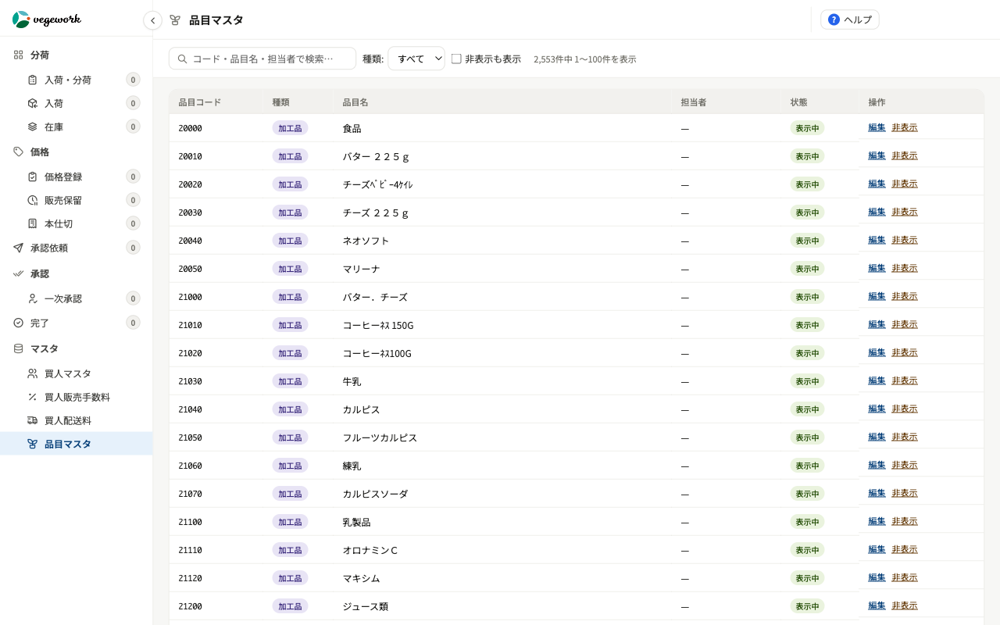 vegework
品目マスタ
ヘルプ
分荷
入荷・分荷 0
入荷 0
在庫 0
価格
価格登録 0
販売保留 0
本仕切 0
承認依頼 0
承認
一次承認 0
完了 0
マスタ
買人マスタ
買人販売手数料
買人配送料
品目マスタ
コード・品目名・担当者で検索… 種類: すべて 非表示も表示 2,553件中 1〜100件を表示
品目コード 種類 品目名 担当者 状態 操作
20000 加工品 食品 — 表示中 編集 非表示
20010 加工品 バター ２２５ｇ — 表示中 編集 非表示
20020 加工品 チーズﾍﾞﾋﾞｰ4ｹｲﾚ — 表示中 編集 非表示
20030 加工品 チーズ ２２５ｇ — 表示中 編集 非表示
20040 加工品 ネオソフト — 表示中 編集 非表示
20050 加工品 マリーナ — 表示中 編集 非表示
21000 加工品 バター．チーズ — 表示中 編集 非表示
21010 加工品 コーヒーﾈｽ 150G — 表示中 編集 非表示
21020 加工品 コーヒーﾈｽ100G — 表示中 編集 非表示
21030 加工品 牛乳 — 表示中 編集 非表示
21040 加工品 カルピス — 表示中 編集 非表示
21050 加工品 フルーツカルピス — 表示中 編集 非表示
21060 加工品 練乳 — 表示中 編集 非表示
21070 加工品 カルピスソーダ — 表示中 編集 非表示
21100 加工品 乳製品 — 表示中 編集 非表示
21110 加工品 オロナミンＣ — 表示中 編集 非表示
21120 加工品 マキシム — 表示中 編集 非表示
21200 加工品 ジュース類 — 表示中 編集 非表示